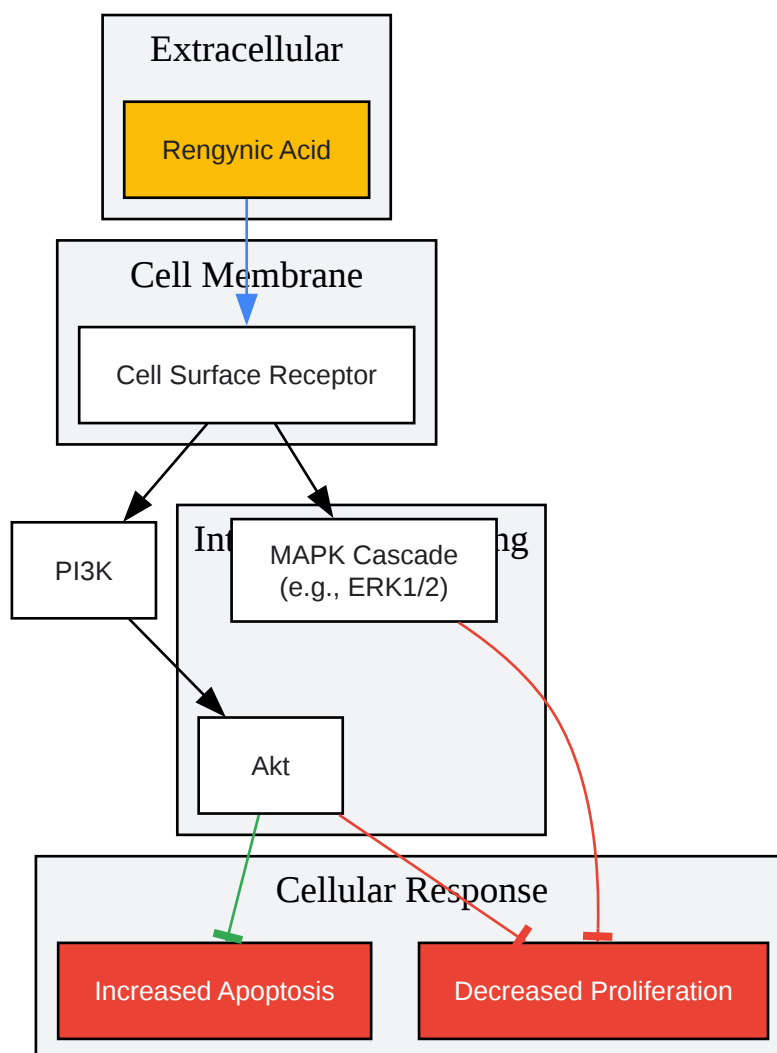 Extracellular
Rengynic Acid
Cell Membrane
Cell Surface Receptor
PI3K
MAPK Cascade
(e.g., ERK1/2)
Akt
Cellular Response
Increased Apoptosis
Decreased Proliferation